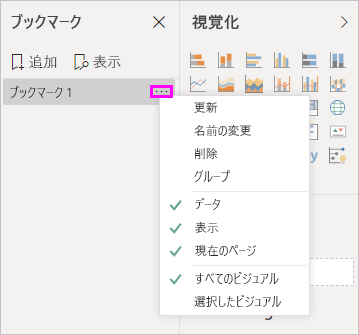 ブックマーク
視覚化
追加
表示
ブックマーク 1
更新
名前の変更
削除
グループ
データ
表示
現在のページ
すべてのビジュアル
選択したビジュアル